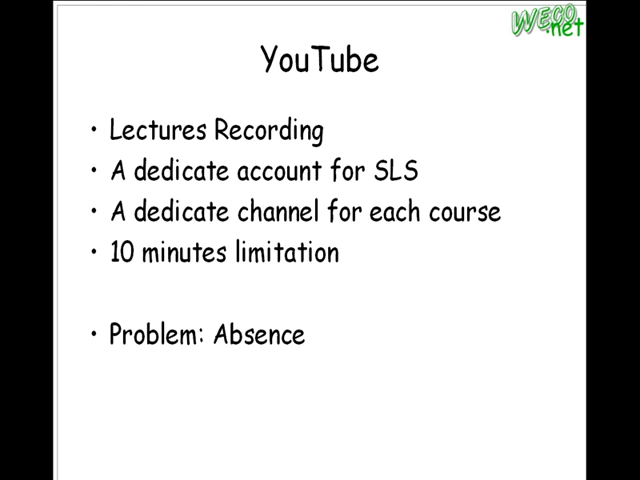 WECO
.net
YouTube
• Lectures Recording
• A dedicate account for SLS
• A dedicate channel for each course
• 10 minutes limitation
• Problem: Absence